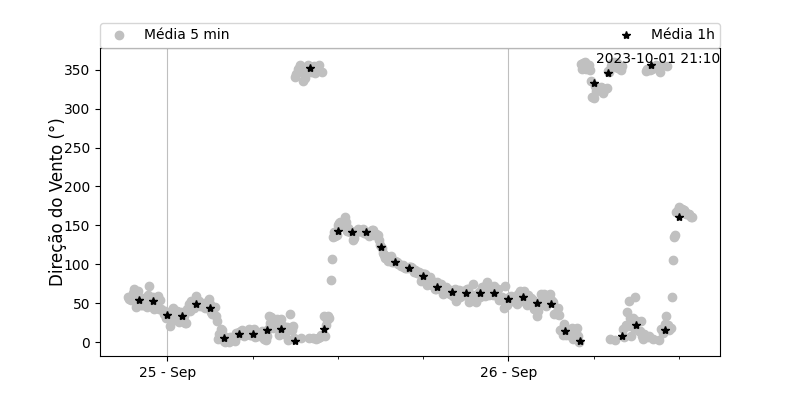 Média 5 min
Média 1h
2023-10-01 21:10
Direção do Vento (°)
350
300
250
200
150
100
50
0
25 - Sep
26 - Sep